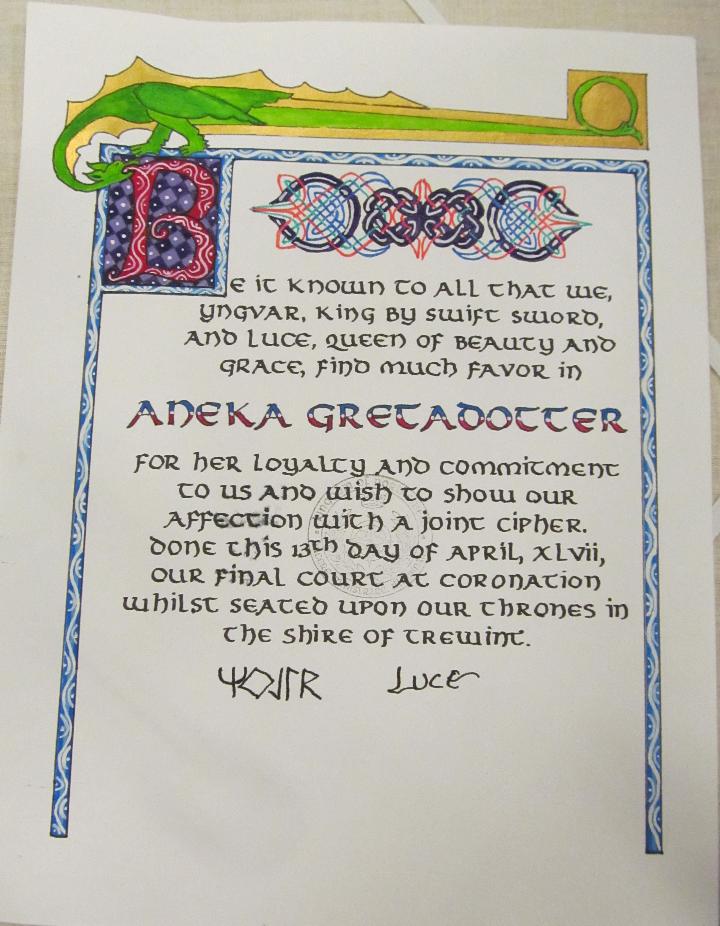 Be it known to all that we,
Yngvar, King by swift sword,
and Luce, Queen of Beauty and
Grace, find much favor in
ANEKA GRETADOTTER
for her loyalty and commitment
to us and wish to show our
affection with a joint cipher.
Done this 13th day of April, XLVII,
our final court at coronation
whilst seated upon our thrones in
the Shire of Trewint.
Luce